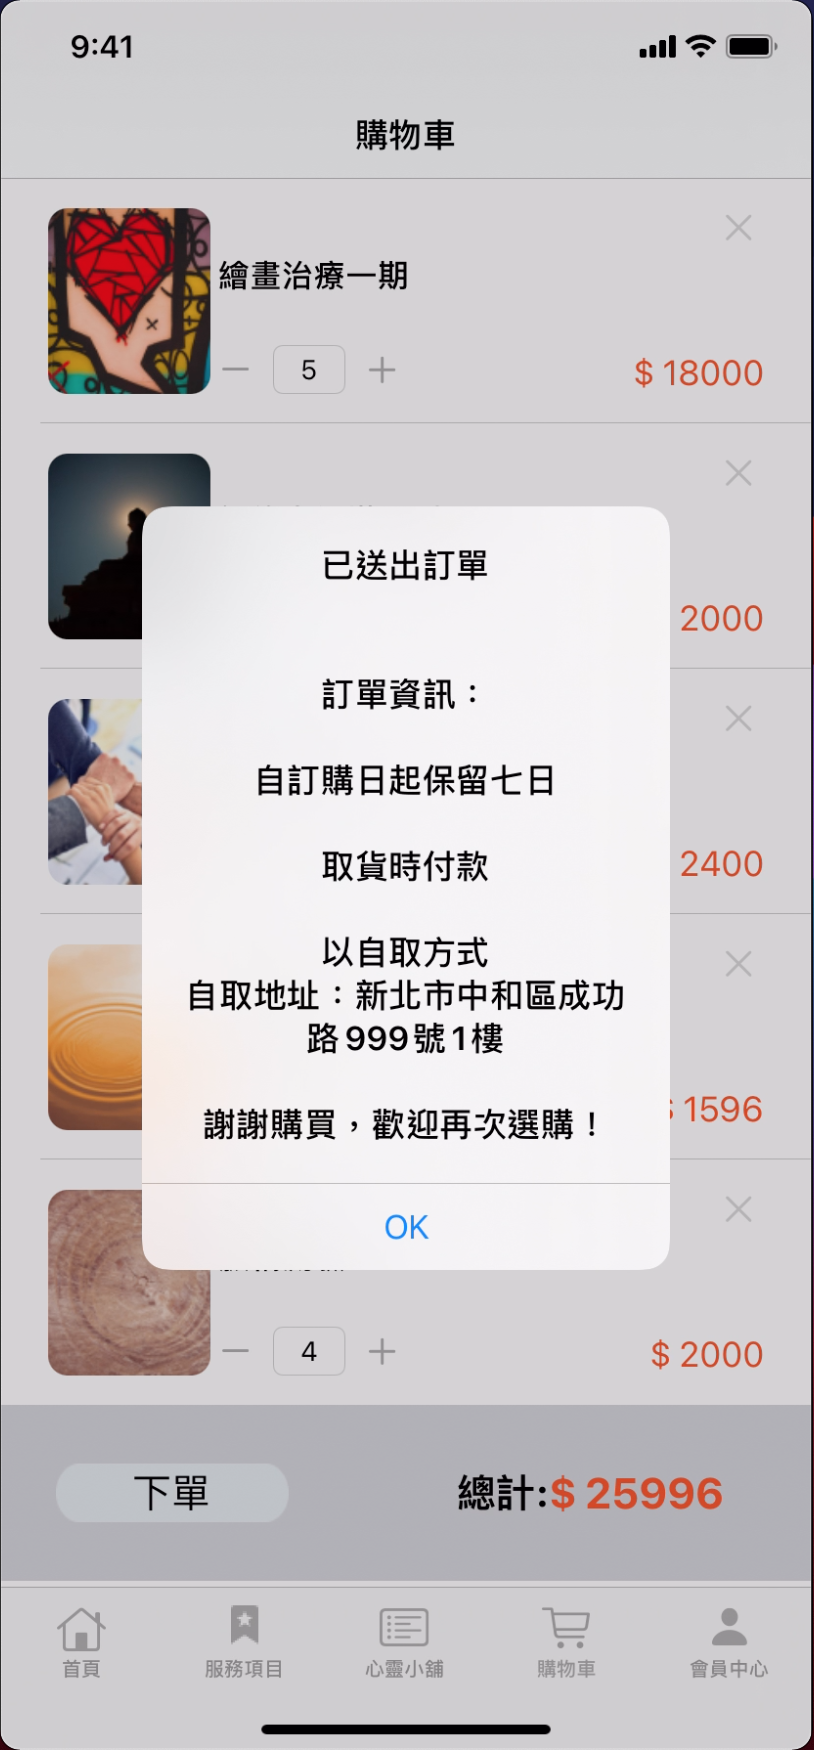 9:41
購物車
繪畫治療一期
5
$ 18000
2000
2400
$ 1596
已送出訂單
訂單資訊：
自訂購日起保留七日
取貨時付款
以自取方式
自取地址：新北市中和區成功
路999號1樓
謝謝購買，歡迎再次選購！
OK
4
$ 2000
下單
總計:$ 25996
首頁
服務項目
心靈小舖
購物車
會員中心